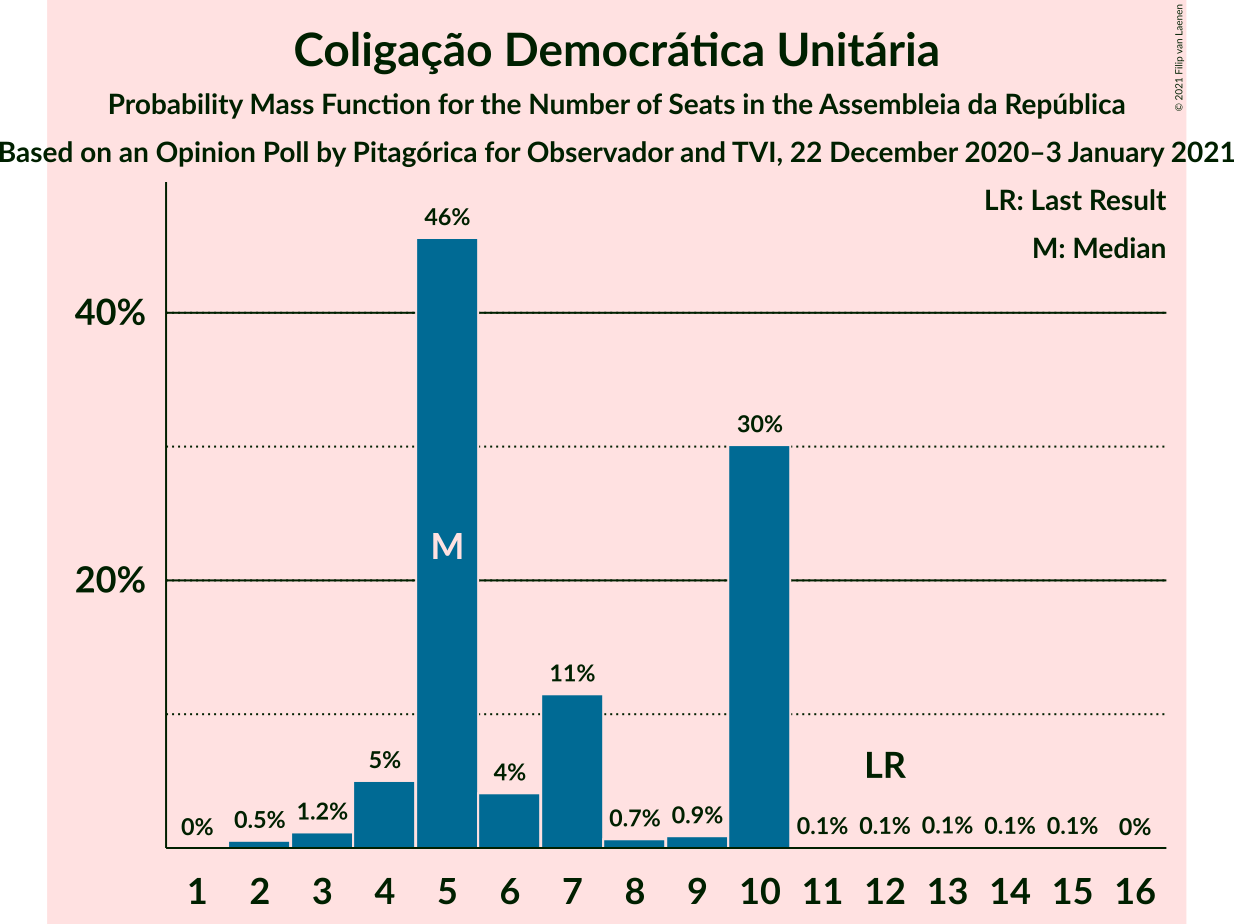 Coligação Democrática Unitária
Probability Mass Function for the Number of Seats in the Assembleia da República
Based on an Opinion Poll by Pitagórica for Observador and TVI, 22 December 2020–3 January 2021
© 2021 Filip van Laenen
LR: Last Result
M: Median
46%
40%
30%
M
20%
11%
5%
4%
LR
0% 0.5% 1.2% 0.7% 0.9% 0.1% 0.1% 0.1% 0.1% 0.1% 0%
1 2 3 4 5 6 7 8 9 10 11 12 13 14 15 16